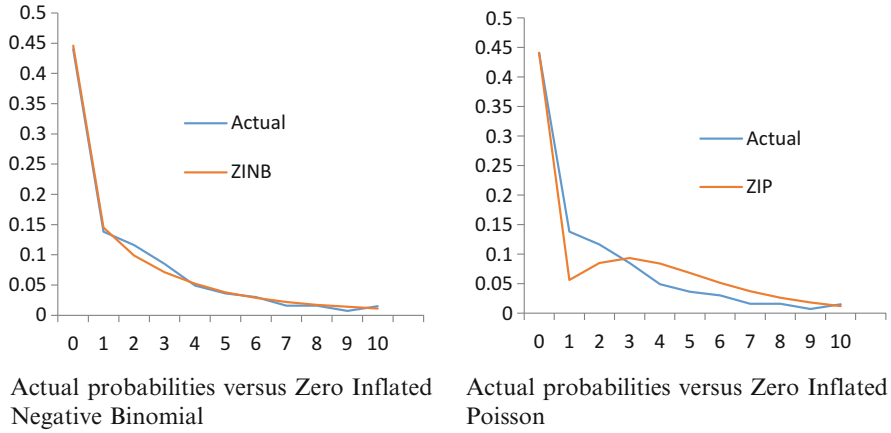 0.5
0.45
0.4
0.35
0.3
0.25
0.2
0.15
0.1
0.05
0
Actual
ZINB
0 1 2 3 4 5 6 7 8 9 10
Actual probabilities versus Zero Inflated
Negative Binomial
0.5
0.45
0.4
0.35
0.3
0.25
0.2
0.15
0.1
0.05
0
Actual
ZIP
0 1 2 3 4 5 6 7 8 9 10
Actual probabilities versus Zero Inflated
Poisson